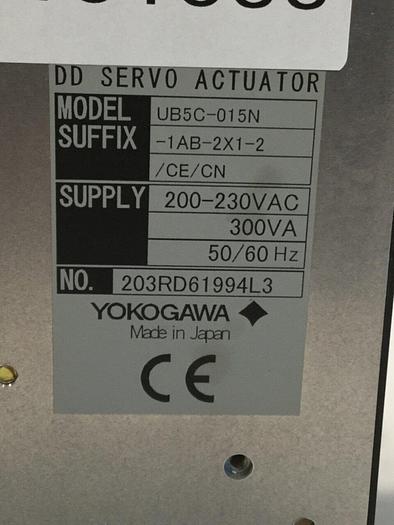 DD SERVO ACTUATOR
MODEL UB5C-015N
SUFFIX -1AB-2X1-2
/CE/CN
SUPPLY 200-230VAC
300VA
50/60 Hz
NO. 203RD61994L3
YOKOGAWA
Made in Japan
CE